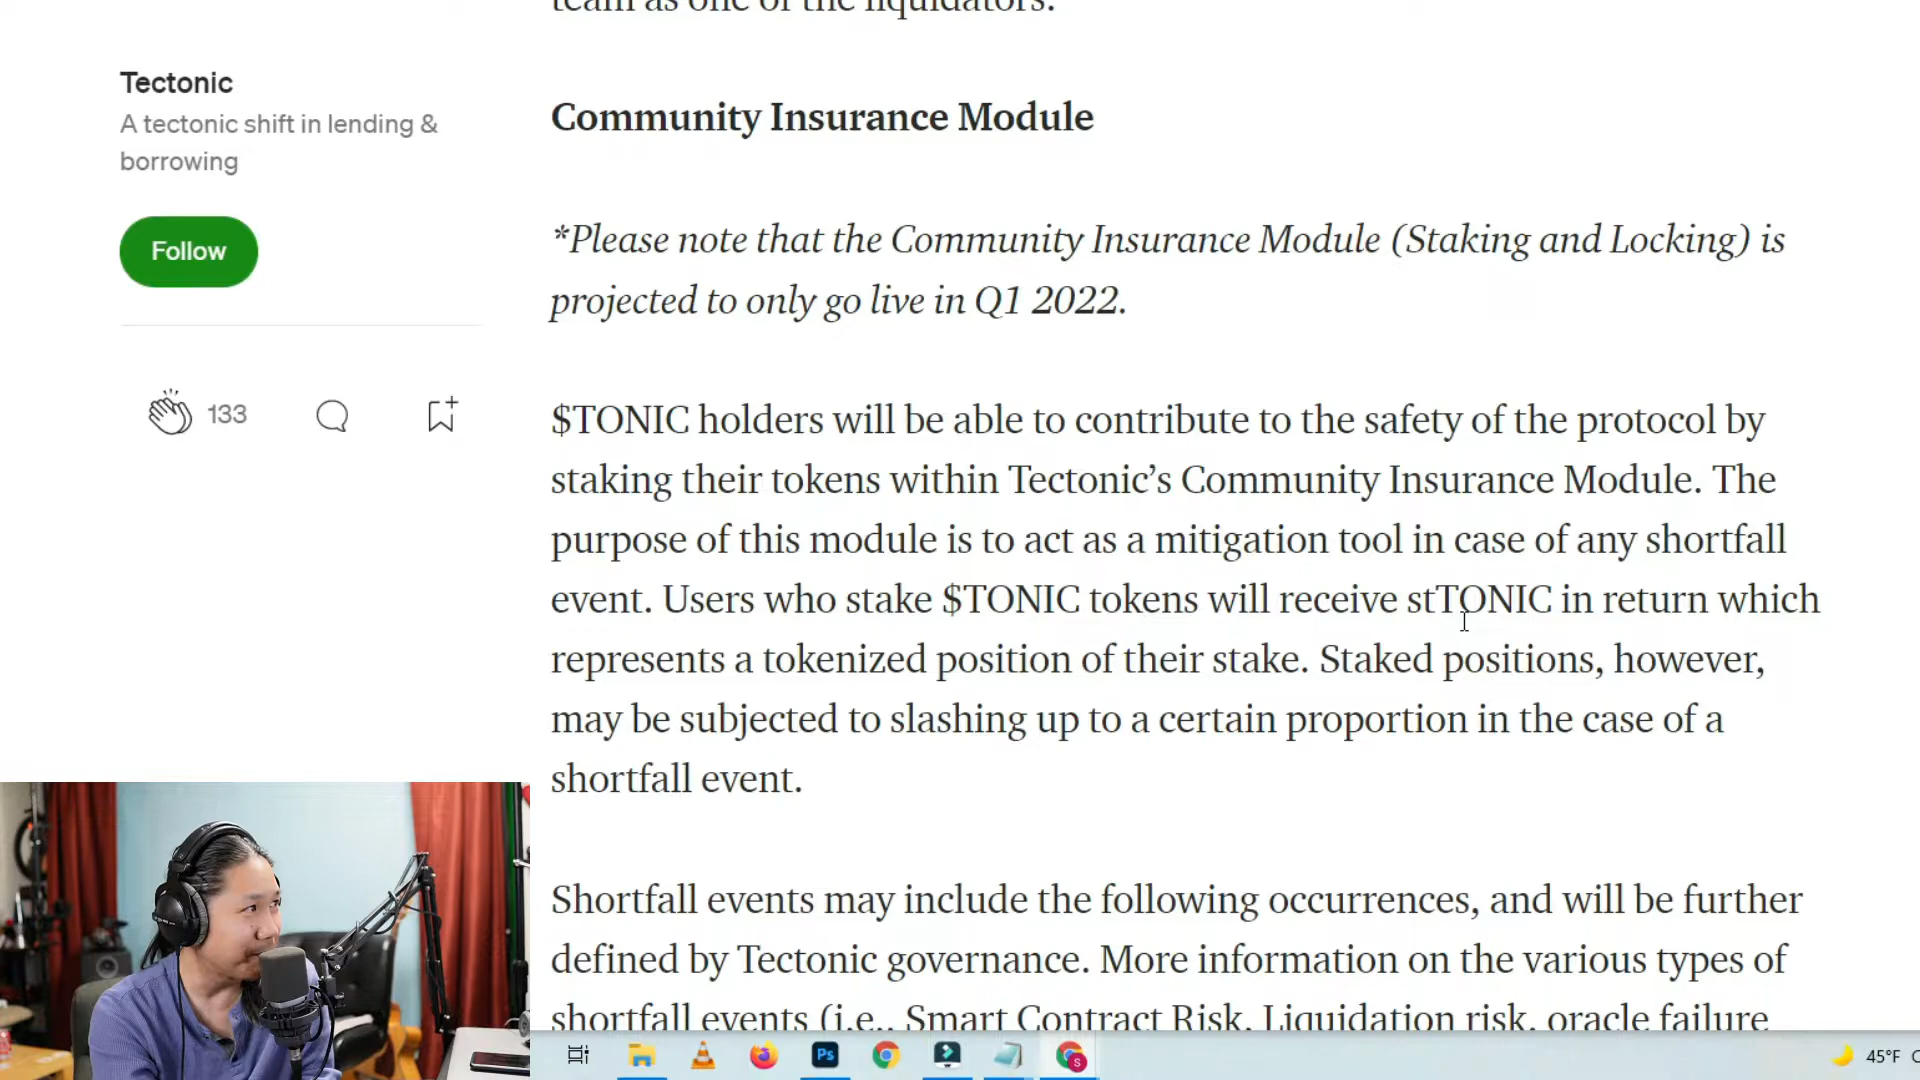 team as one of the liquidators.
Tectonic
A tectonic shift in lending &
borrowing
Follow
133
Community Insurance Module
*Please note that the Community Insurance Module (Staking and Locking) is
projected to only go live in Q1 2022.
$TONIC holders will be able to contribute to the safety of the protocol by
staking their tokens within Tectonic’s Community Insurance Module. The
purpose of this module is to act as a mitigation tool in case of any shortfall
event. Users who stake $TONIC tokens will receive stTONIC in return which
represents a tokenized position of their stake. Staked positions, however,
may be subjected to slashing up to a certain proportion in the case of a
shortfall event.
Shortfall events may include the following occurrences, and will be further
defined by Tectonic governance. More information on the various types of
shortfall events (i.e., Smart Contract Risk, Liquidation risk, oracle failure
Ps
S
45°F